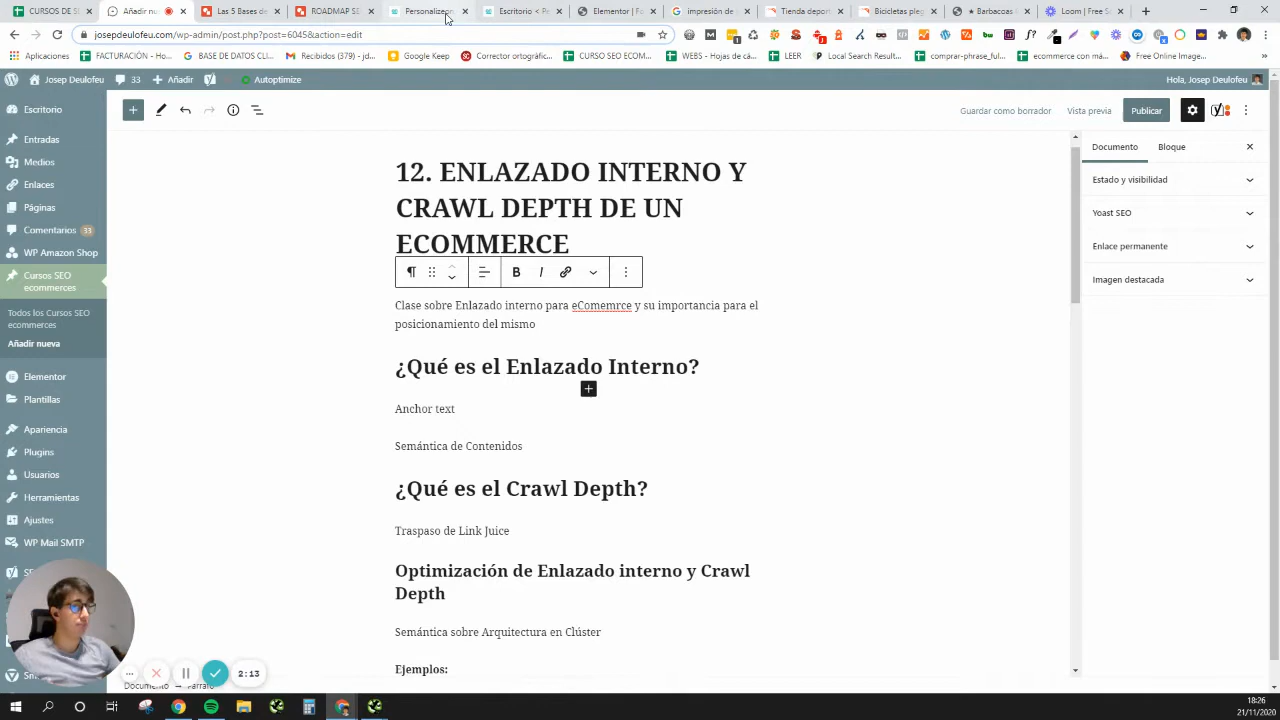 CURSOS DE S
Añadir nu
Las 5 Bases de
ROADMAP SE
Personalizan
Escritorio < Pe
Elementor | Fo
impresión de
Tienda deport
Bicicletas pleg
★ Barbacoas
Loom | Free Sc
josepdeulofeu.com/wp-admin/post.php?post=6045&action=edit
Aplicaciones
FACTURACIÓN - H
BASE DE DATOS CLI
Recibidos (379) - jd
Google Keep
Corrector ortográfic
CURSO SEO ECOM
WEBS - Hojas de cá
LEER
Local Search Result
comprar-phrase_ful
ecommerce con má
Free Online Image
Josep Deulofeu
33
Añadir
Autoptimize
Hola, Josep Deulofeu
Escritorio
Entradas
Medios
Enlaces
Páginas
Comentarios 33
WP Amazon Shop
Cursos SEO
ecommerces
Todos los Cursos SEO
ecommerces
Añadir nueva
Elementor
Plantillas
Apariencia
Plugins
Usuarios
Herramientas
Ajustes
WP Mail SMTP
Guardar como borrador
Vista previa
Publicar
12. ENLAZADO INTERNO Y
CRAWL DEPTH DE UN
ECOMMERCE
Clase sobre Enlazado interno para eComemrce y su importancia para el
posicionamiento del mismo
¿Qué es el Enlazado Interno?
Anchor text
Semántica de Contenidos
¿Qué es el Crawl Depth?
Traspaso de Link Juice
Optimización de Enlazado interno y Crawl
Depth
Semántica sobre Arquitectura en Clúster
Ejemplos:
Documento
Bloque
Estado y visibilidad
Yoast SEO
Enlace permanente
Imagen destacada
2:13
Documento → Párrafo
18:26
21/11/2020